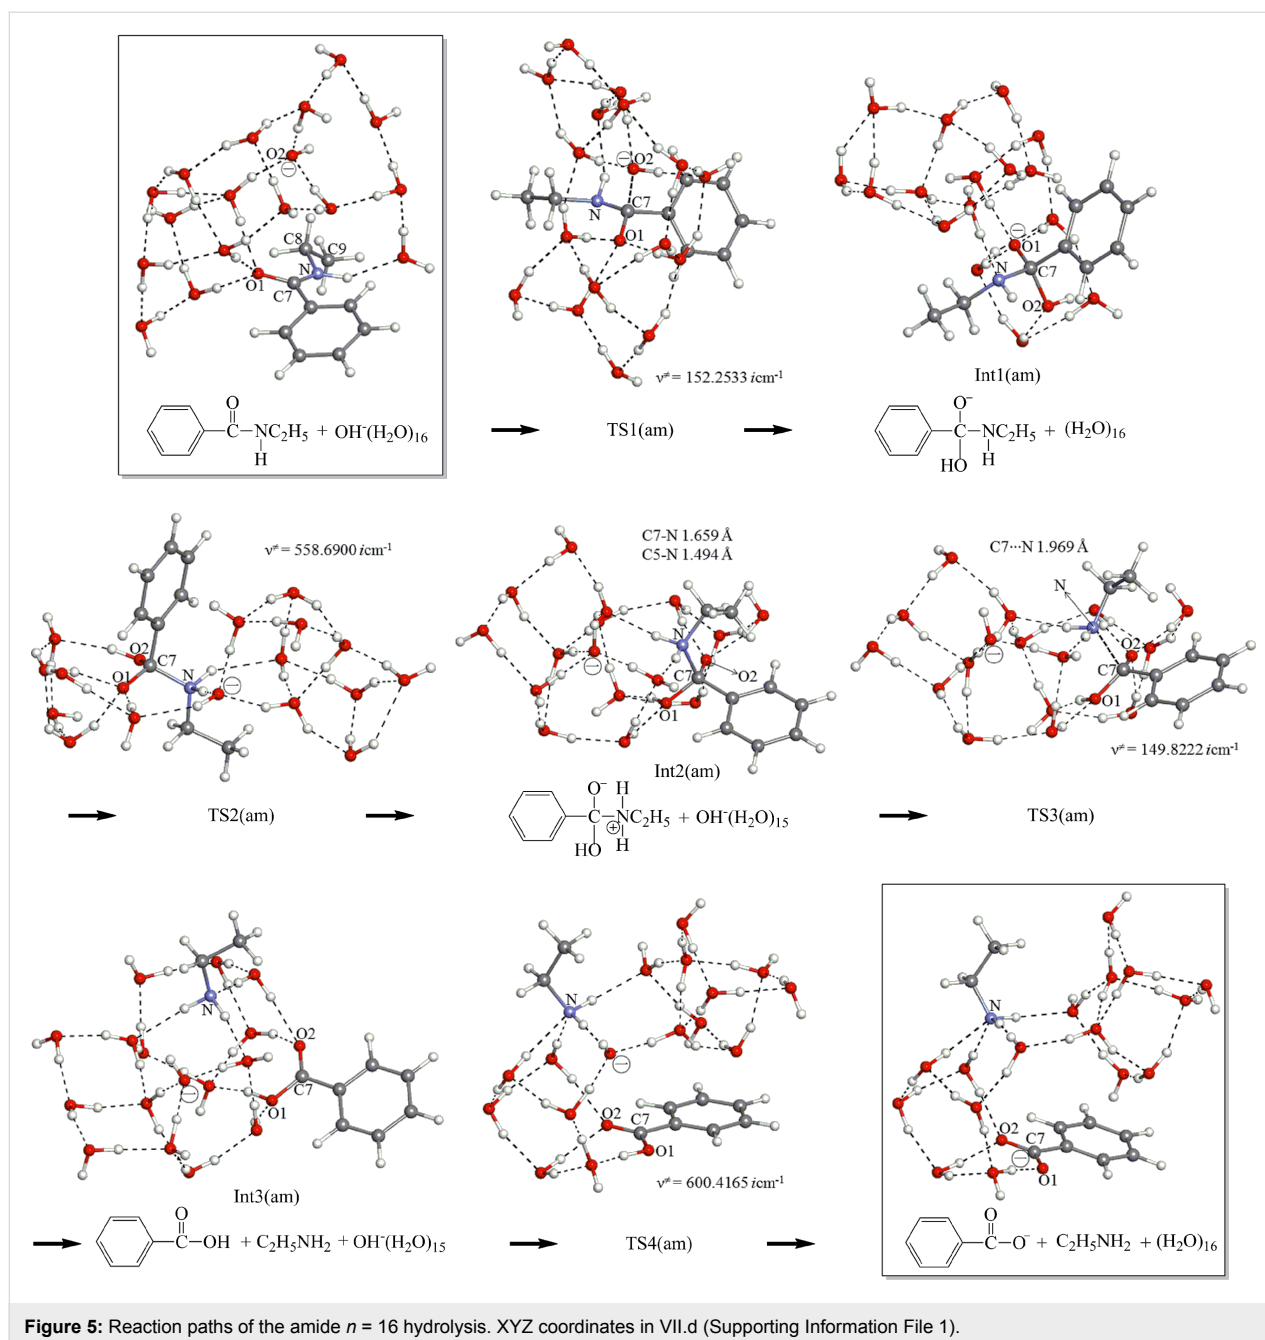 O2
⊖
C8
C9
N
O1
C7
O
C
NC2H5 + OH-(H2O)16
H
⊖
O2
C7
N
O1
ν≠ = 152.2533 icm-1
TS1(am)
⊖
O1
N
C7
O2
Int1(am)
O-
C
NC2H5 + (H2O)16
HO
H
ν≠ = 558.6900 icm-1
O2
C7
O1
N
⊖
TS2(am)
C7-N 1.659 Å
C5-N 1.494 Å
N
⊖
C7
O2
O1
Int2(am)
O- H
C
NC2H5 + OH-(H2O)15
⊕
HO H
C7···N 1.969 Å
N
⊖
O2
C7
O1
ν≠ = 149.8222 icm-1
TS3(am)
N
O2
C7
⊖
O1
Int3(am)
O
C
OH + C2H5NH2 + OH-(H2O)15
N
⊖
O2
C7
O1
ν≠ = 600.4165 icm-1
TS4(am)
N
O2
C7
⊖
O1
O
C
O- + C2H5NH2 + (H2O)16
Figure 5: Reaction paths of the amide n = 16 hydrolysis. XYZ coordinates in VII.d (Supporting Information File 1).